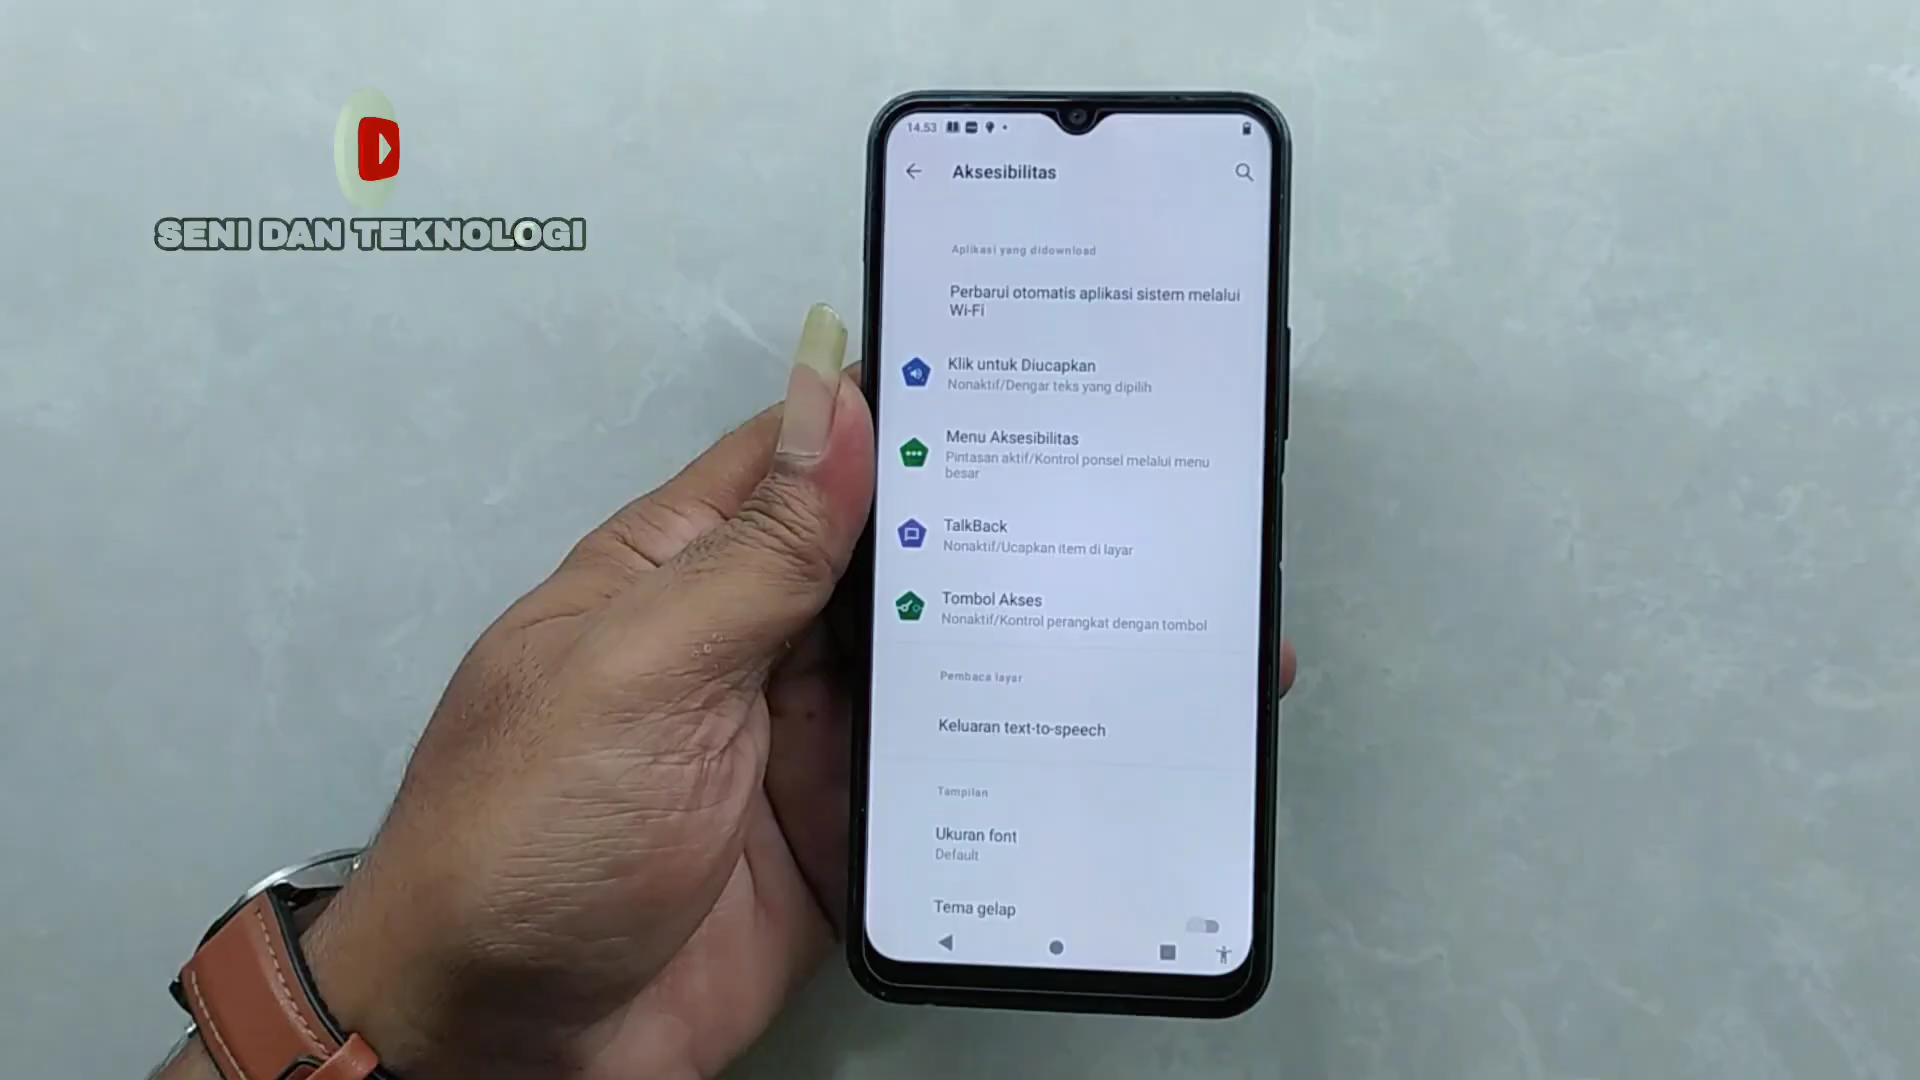 SENI DAN TEKNOLOGI
14.53
Aksesibilitas
Aplikasi yang didownload
Perbarui otomatis aplikasi sistem melalui
Wi-Fi
Klik untuk Diucapkan
Nonaktif/Dengar teks yang dipilih
Menu Aksesibilitas
Pintasan aktif/Kontrol ponsel melalui menu
besar
TalkBack
Nonaktif/Ucapkan item di layar
Tombol Akses
Nonaktif/Kontrol perangkat dengan tombol
Pembaca layar
Keluaran text-to-speech
Tampilan
Ukuran font
Default
Tema gelap